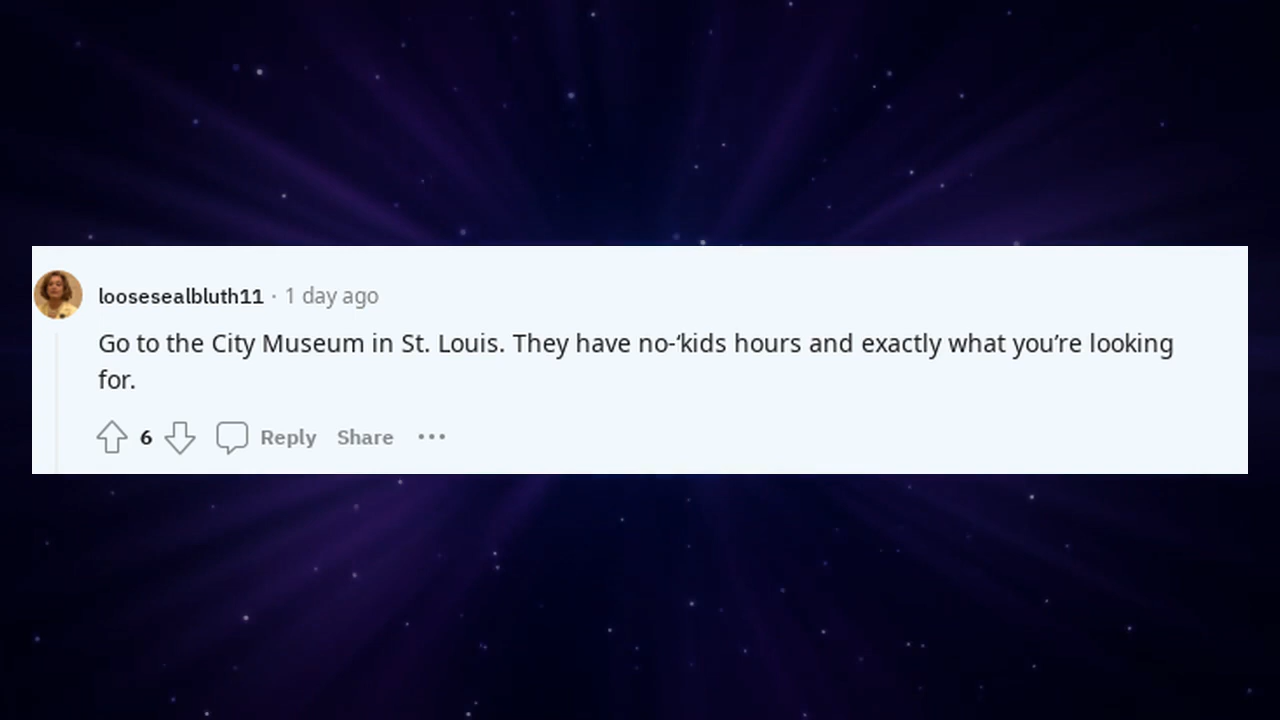 loosesealbluth11 · 1 day ago
Go to the City Museum in St. Louis. They have no-‘kids hours and exactly what you’re looking
for.
6 Reply Share ···